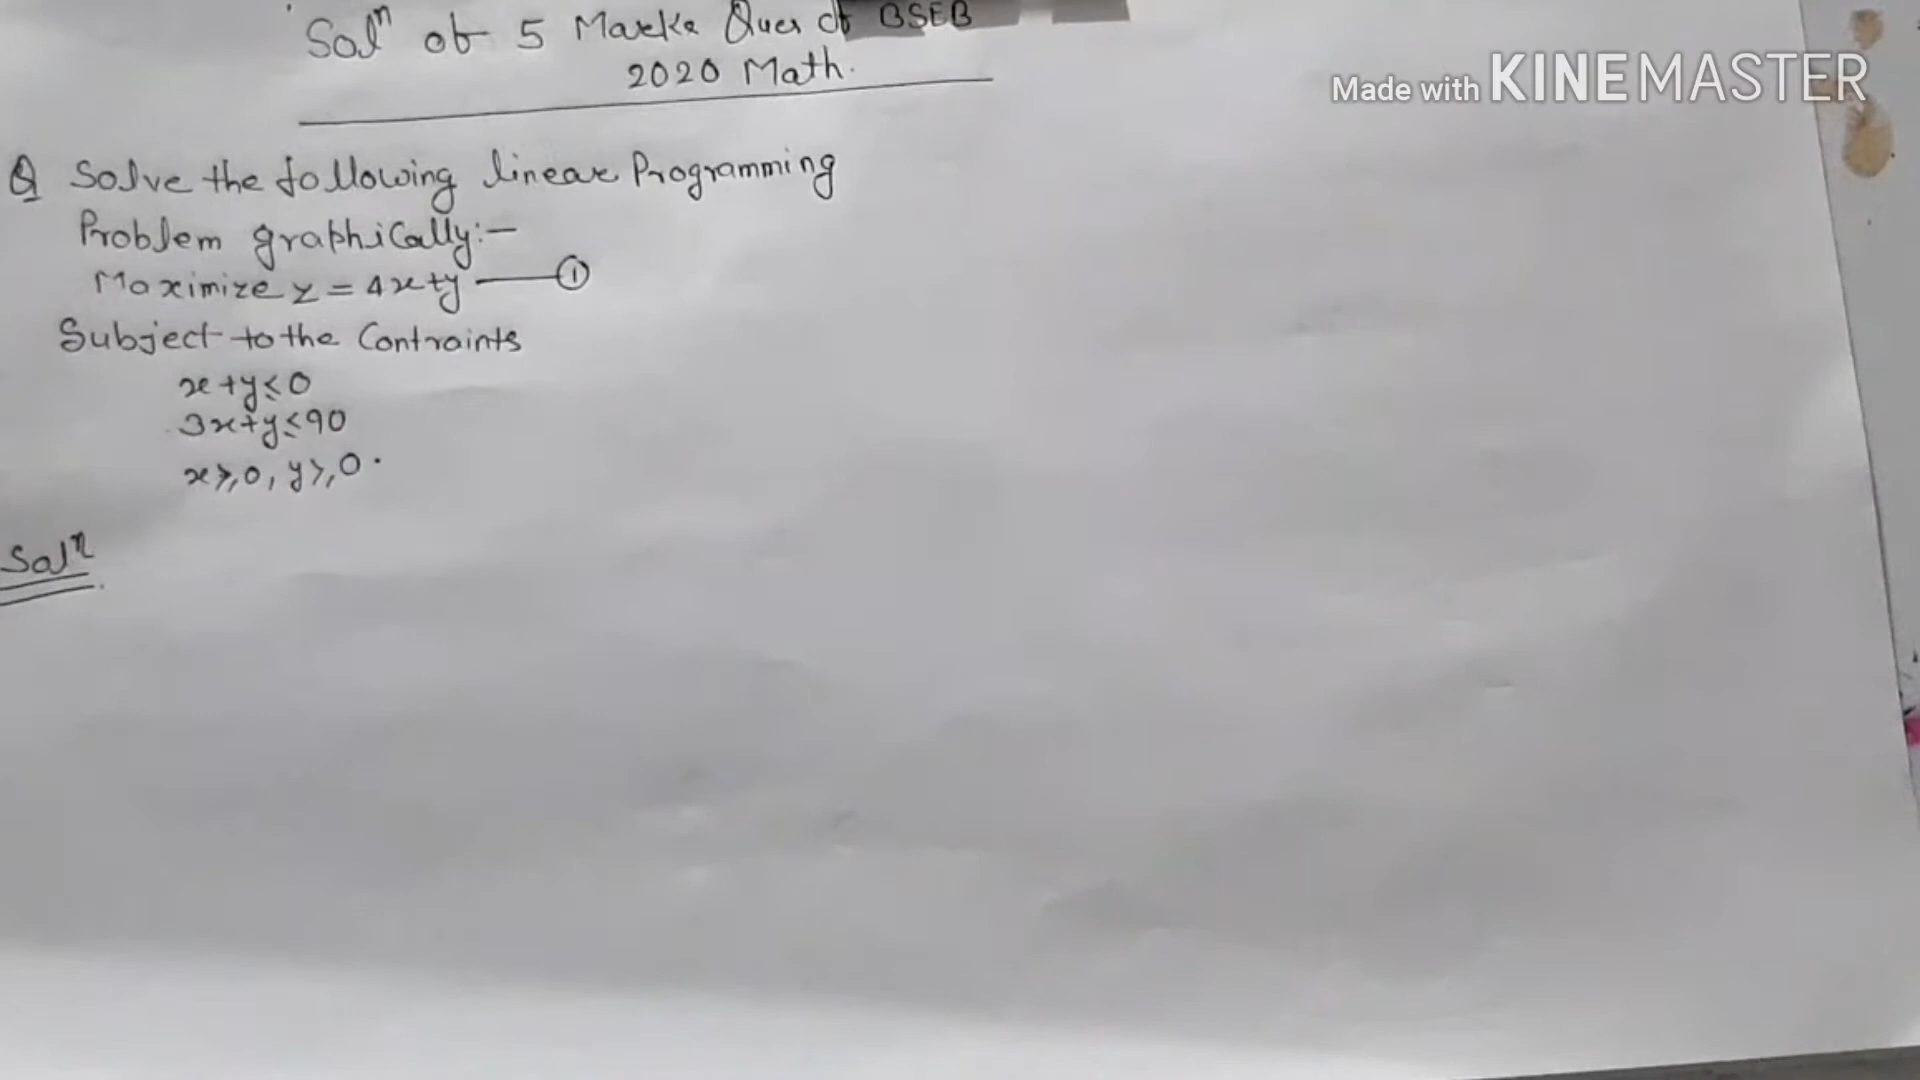 Solⁿ of 5 Marks Ques of BSEB
2020 Math.
Made with KINEMASTER
Q Solve the following linear Programming
Problem graphically:-
Maximize z = 4x+y —— ①
Subject to the Contraints
x+y≤0
3x+y≤90
x≥0, y≥0.
Solⁿ